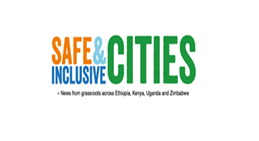 SAFE & INCLUSIVE CITIES
– News from grassroots across Ethiopia, Kenya, Uganda and Zimbabwe